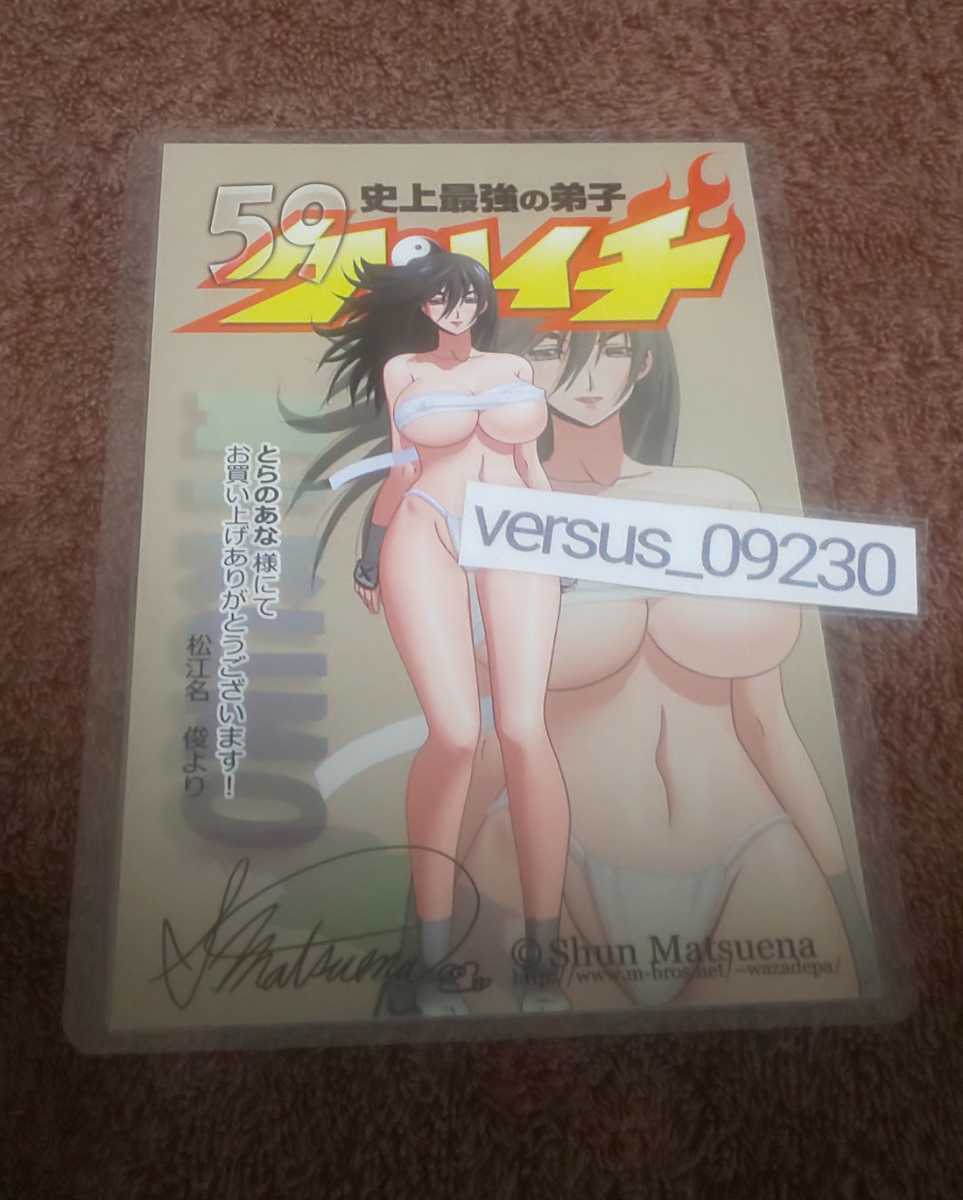 59
史上最強の弟子
ケンイチ
とらのあな 様にて
お買い上げありがとうございます!
松江名 俊より
versus_09230
S Matsuena
© Shun Matsuena
http://www.m-bros.net/~wazadepa/